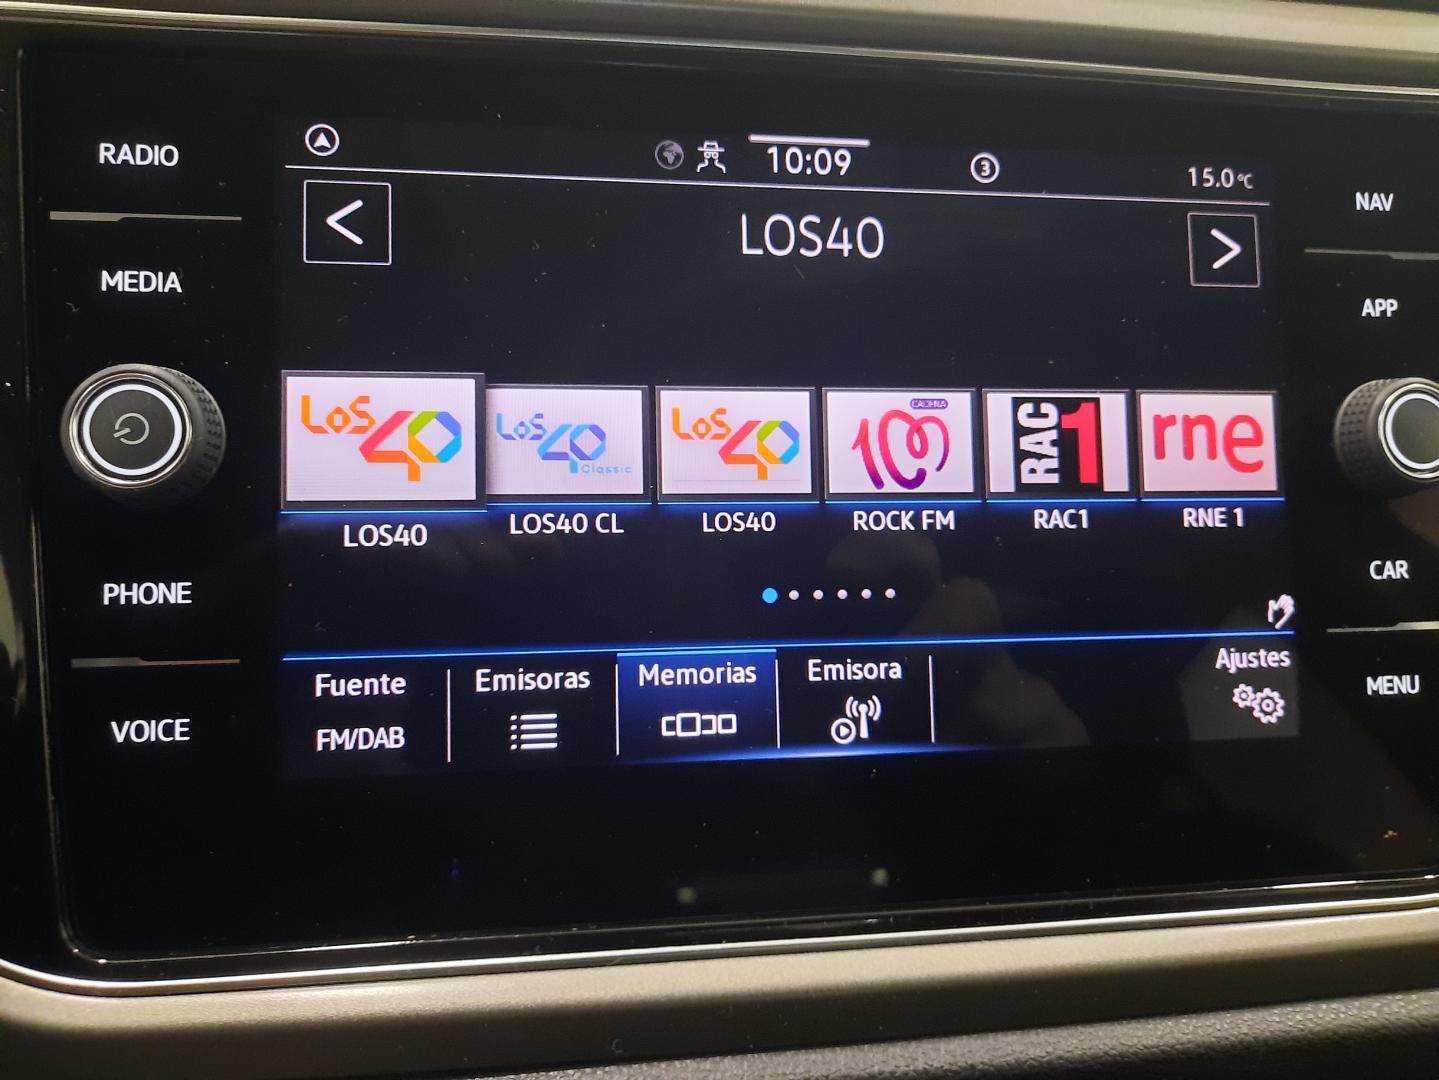 RADIO
MEDIA
PHONE
VOICE
10:09
3
15.0°C
<
LOS40
>
LOS 40
LOS 40 Classic
LOS 40
CADENA 100
RAC 1
rne
LOS40
LOS40 CL
LOS40
ROCK FM
RAC1
RNE 1
Fuente
FM/DAB
Emisoras
Memorias
Emisora
Ajustes
NAV
APP
CAR
MENU